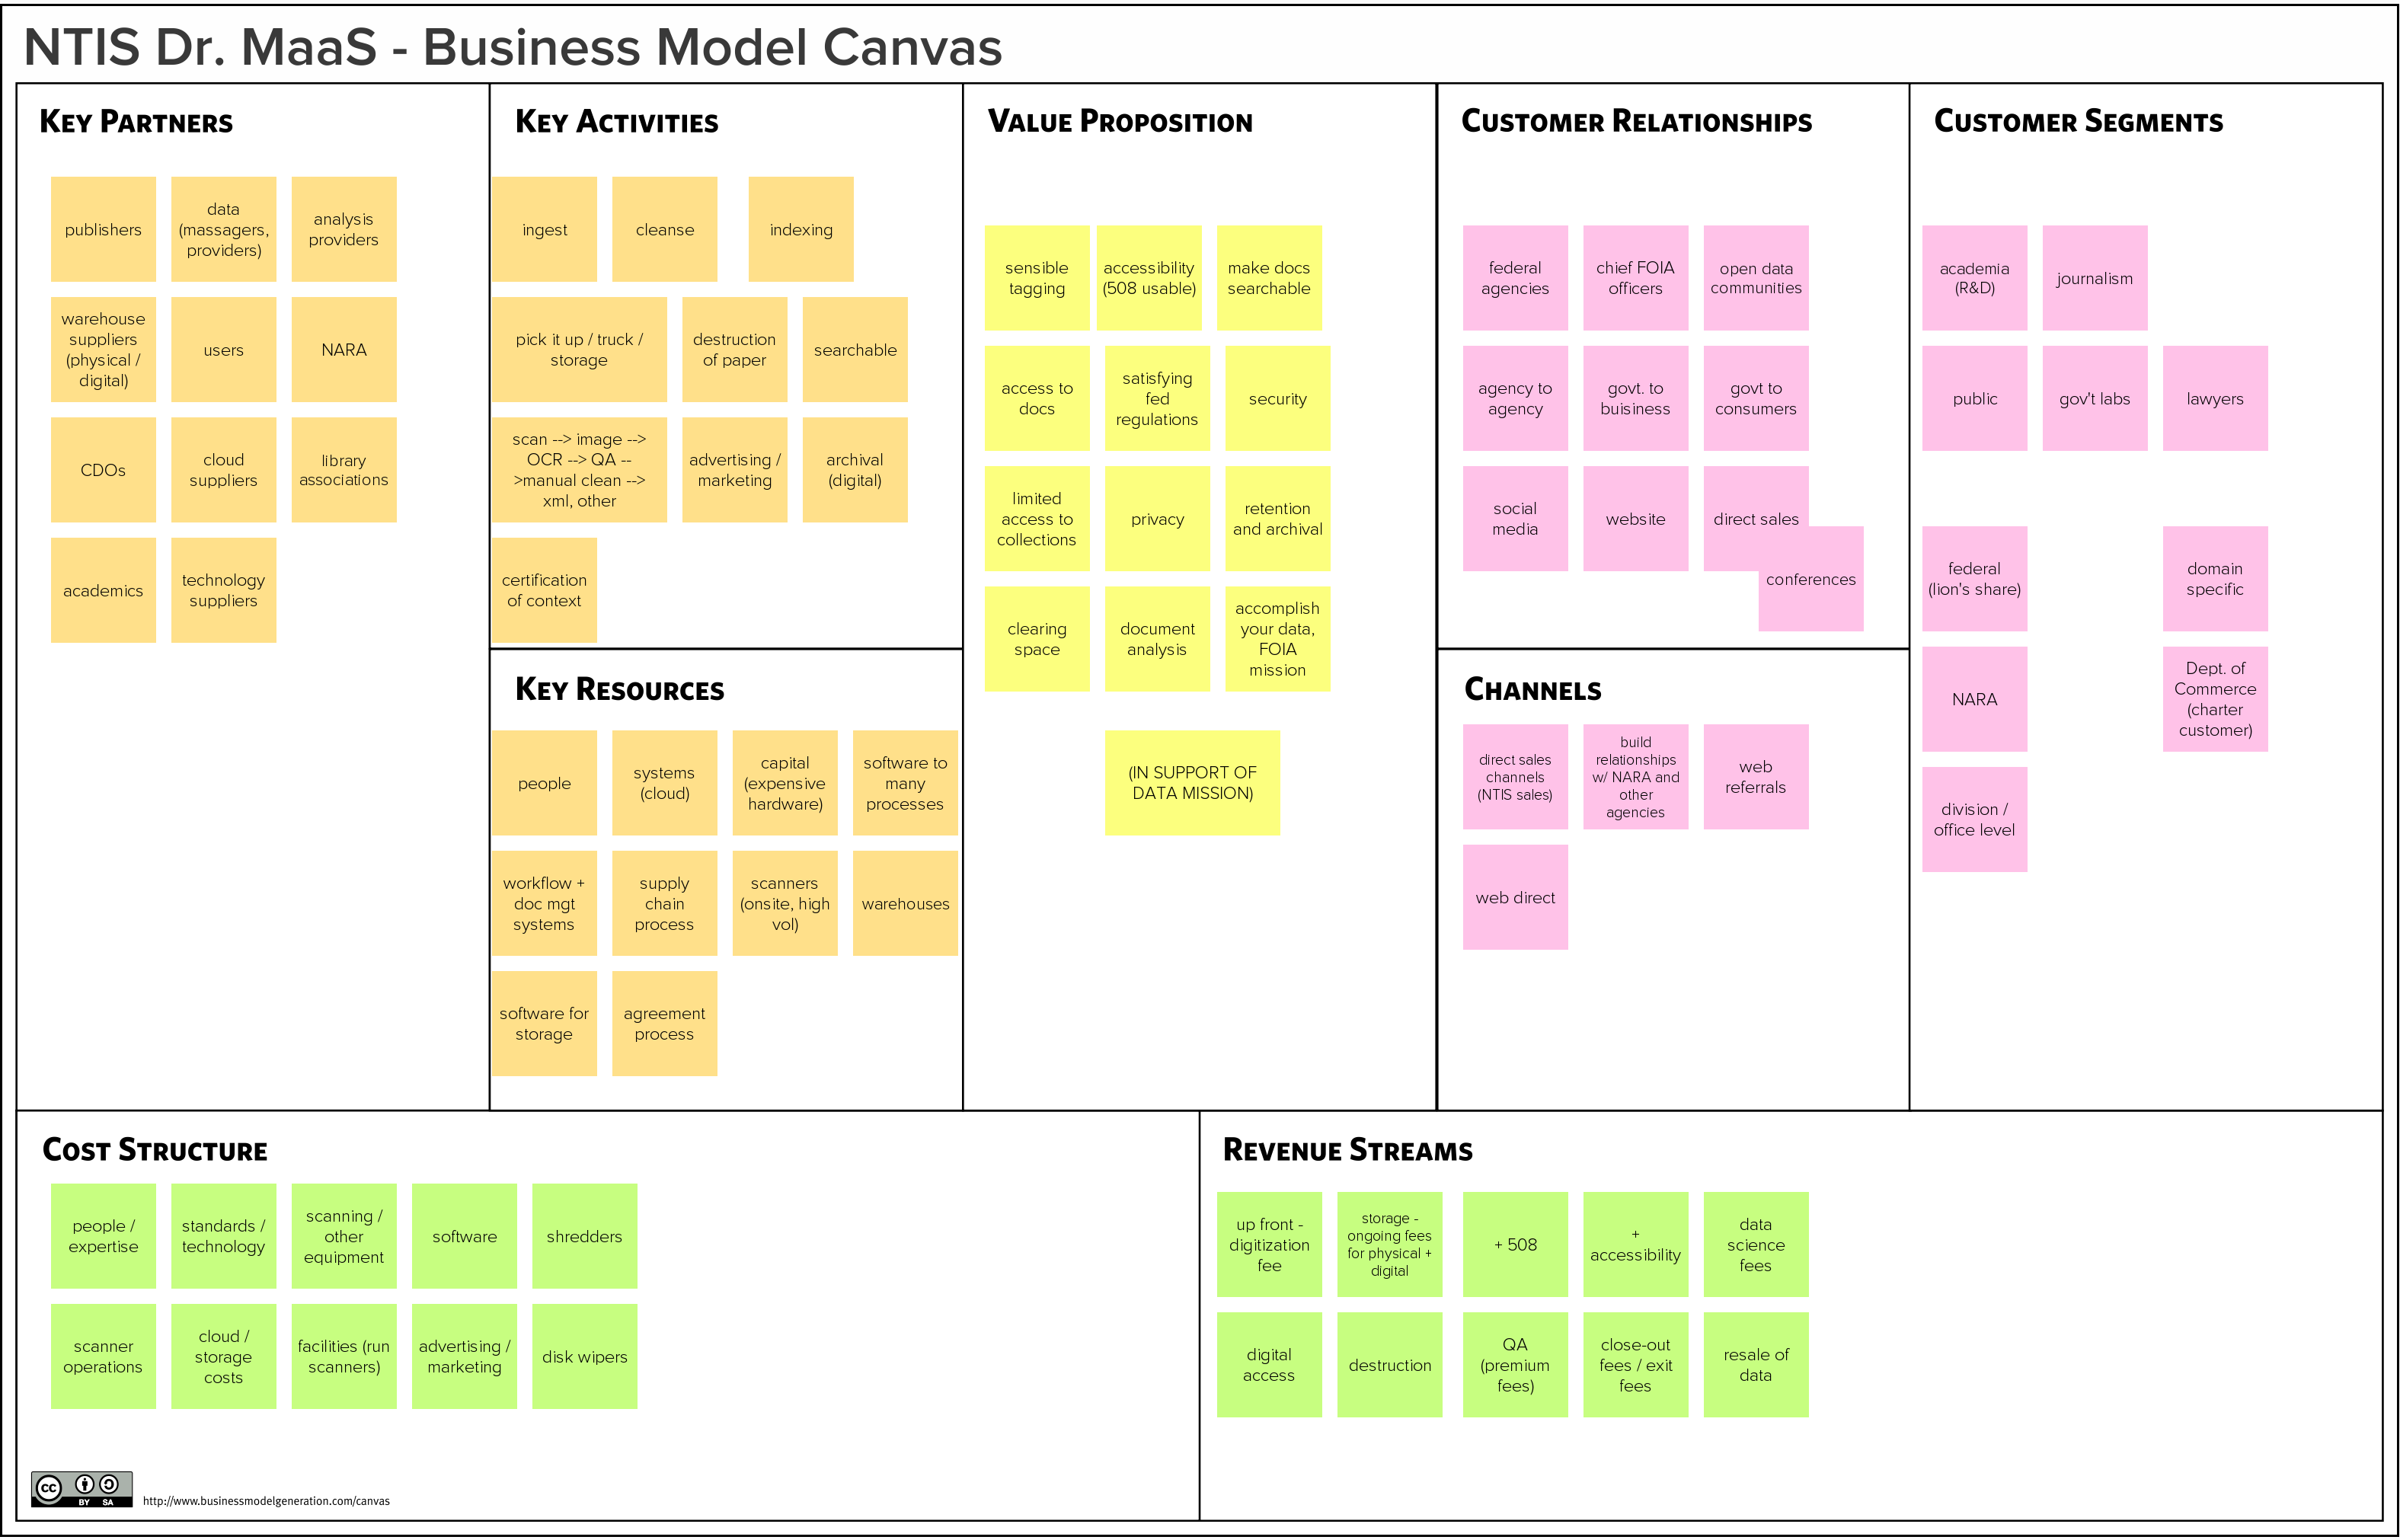 NTIS Dr. MaaS - Business Model Canvas
KEY PARTNERS
publishers
data
(massagers,
providers)
analysis
providers
warehouse
suppliers
(physical /
digital)
users
NARA
CDOs
cloud
suppliers
library
associations
academics
technology
suppliers
KEY ACTIVITIES
ingest
cleanse
indexing
pick it up / truck /
storage
destruction
of paper
searchable
scan --> image -->
OCR --> QA --
>manual clean -->
xml, other
advertising /
marketing
archival
(digital)
certification
of context
KEY RESOURCES
people
systems
(cloud)
capital
(expensive
hardware)
software to
many
processes
workflow +
doc mgt
systems
supply
chain
process
scanners
(onsite, high
vol)
warehouses
software for
storage
agreement
process
VALUE PROPOSITION
sensible
tagging
accessibility
(508 usable)
make docs
searchable
access to
docs
satisfying
fed
regulations
security
limited
access to
collections
privacy
retention
and archival
clearing
space
document
analysis
accomplish
your data,
FOIA
mission
(IN SUPPORT OF
DATA MISSION)
CUSTOMER RELATIONSHIPS
federal
agencies
chief FOIA
officers
open data
communities
agency to
agency
govt. to
buisiness
govt to
consumers
social
media
website
direct sales
conferences
CHANNELS
direct sales
channels
(NTIS sales)
build
relationships
w/ NARA and
other
agencies
web
referrals
web direct
CUSTOMER SEGMENTS
academia
(R&D)
journalism
public
gov't labs
lawyers
federal
(lion's share)
domain
specific
NARA
Dept. of
Commerce
(charter
customer)
division /
office level
COST STRUCTURE
people /
expertise
standards /
technology
scanning /
other
equipment
software
shredders
scanner
operations
cloud /
storage
costs
facilities (run
scanners)
advertising /
marketing
disk wipers
REVENUE STREAMS
up front -
digitization
fee
storage -
ongoing fees
for physical +
digital
+ 508
+
accessibility
data
science
fees
digital
access
destruction
QA
(premium
fees)
close-out
fees / exit
fees
resale of
data
cc
BY SA
http://www.businessmodelgeneration.com/canvas